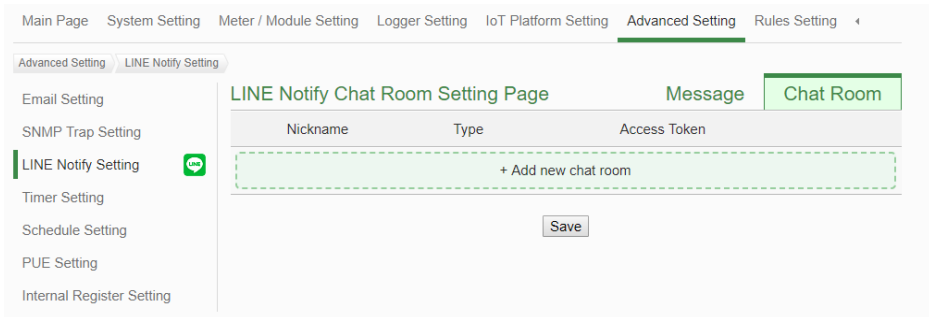 Main Page System Setting Meter / Module Setting Logger Setting IoT Platform Setting Advanced Setting Rules Setting
Advanced Setting LINE Notify Setting
Email Setting
SNMP Trap Setting
LINE Notify Setting LINE
Timer Setting
Schedule Setting
PUE Setting
Internal Register Setting
LINE Notify Chat Room Setting Page Message Chat Room
Nickname Type Access Token
+ Add new chat room
Save